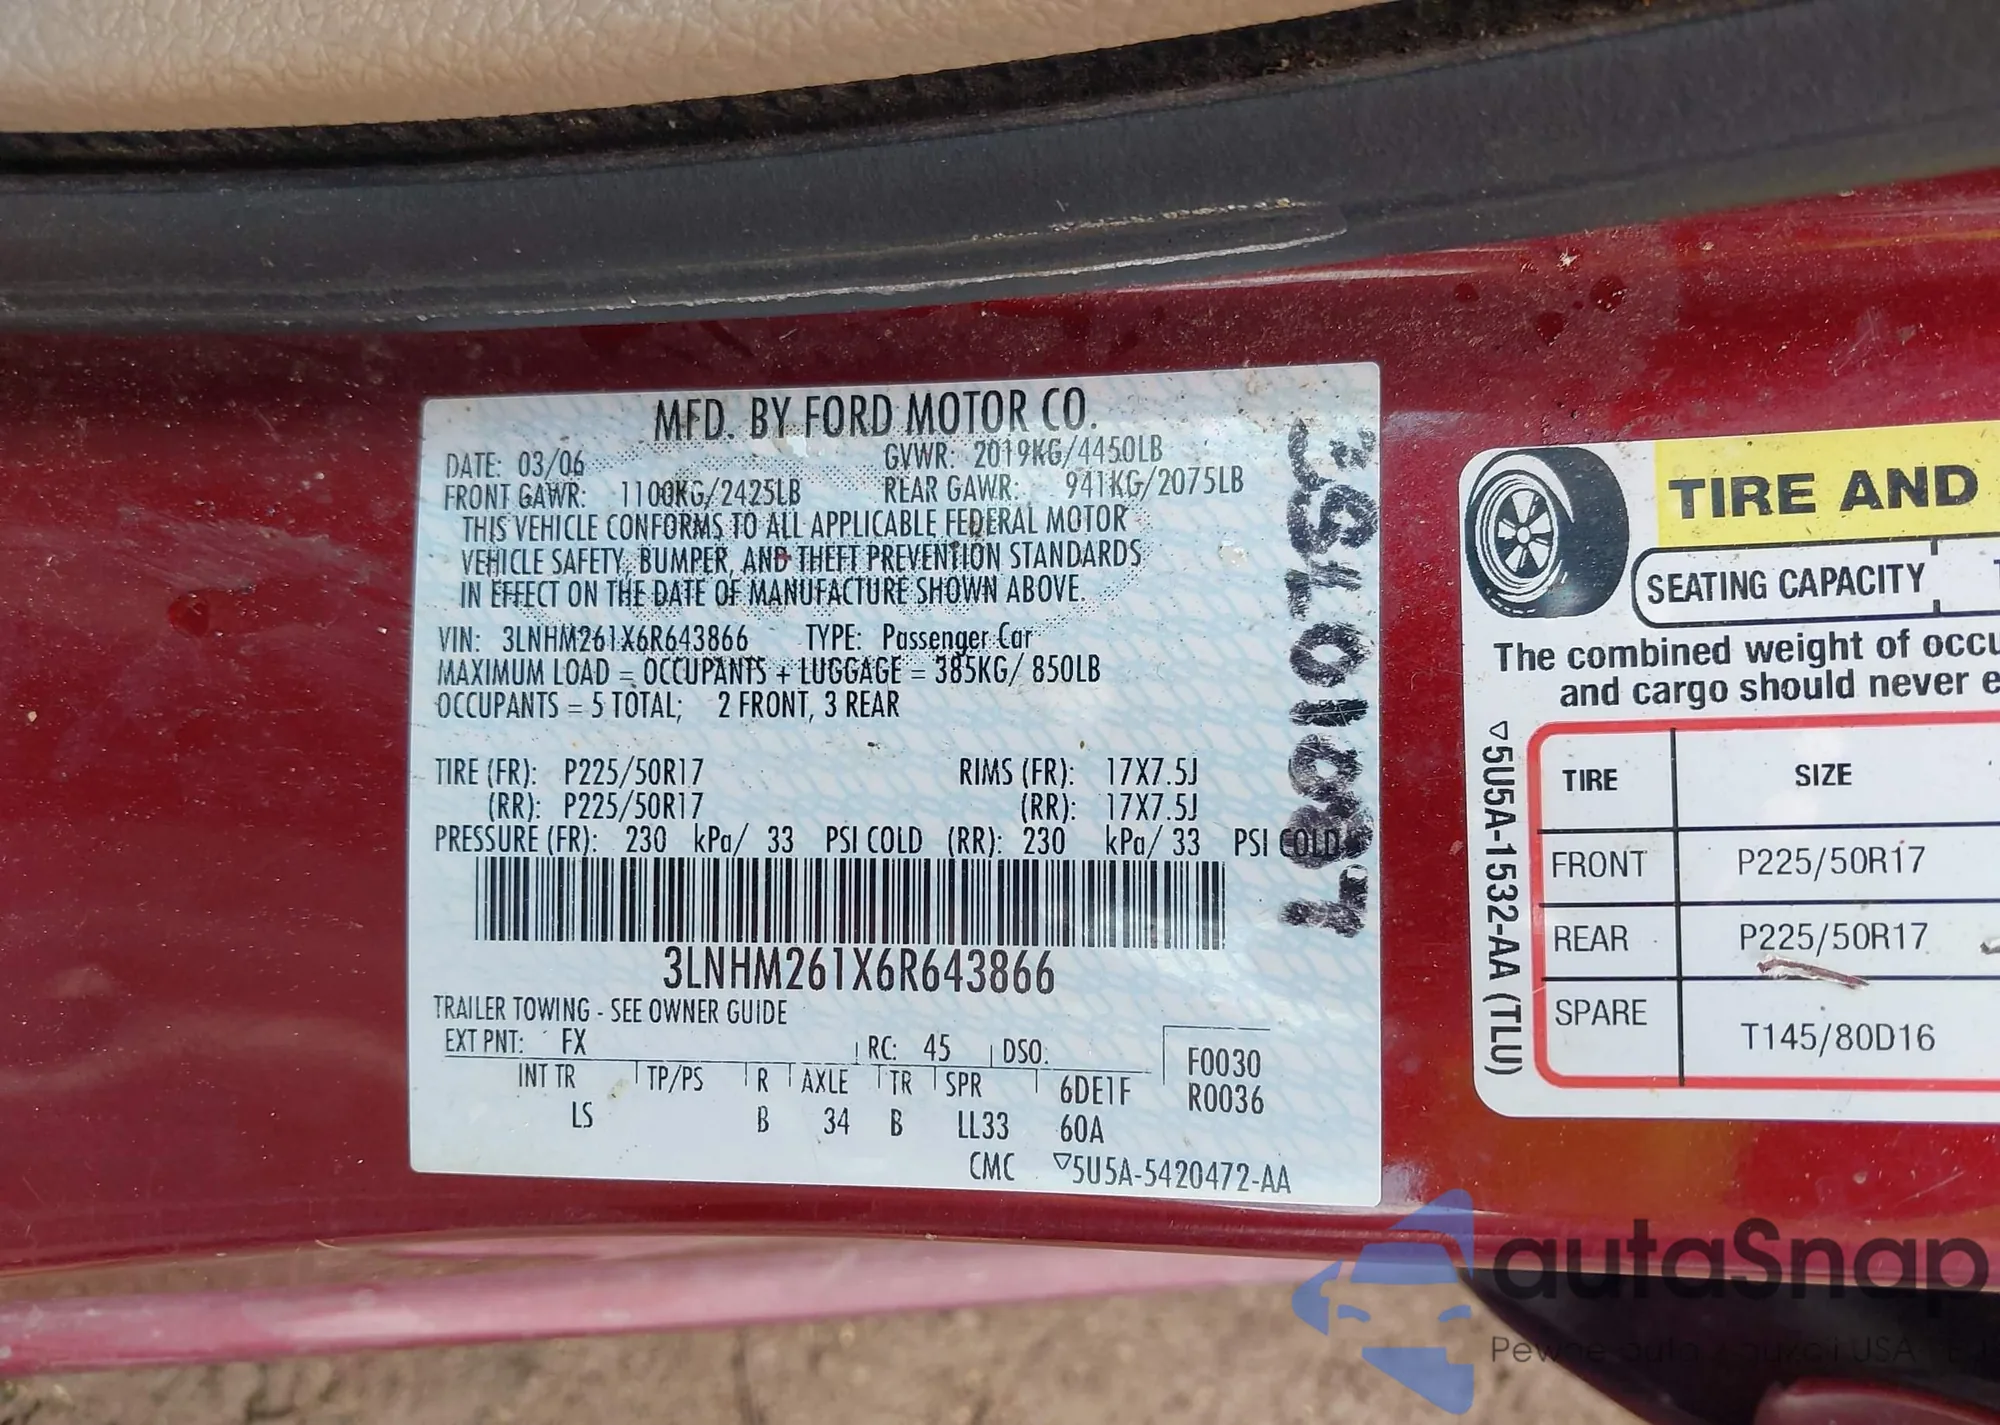 MFD. BY FORD MOTOR CO.
DATE: 03/06 GVWR: 2019KG/4450LB
FRONT GAWR: 1100KG/2425LB REAR GAWR: 941KG/2075LB
THIS VEHICLE CONFORMS TO ALL APPLICABLE FEDERAL MOTOR
VEHICLE SAFETY, BUMPER, AND THEFT PREVENTION STANDARDS
IN EFFECT ON THE DATE OF MANUFACTURE SHOWN ABOVE.
VIN: 3LNHM261X6R643866 TYPE: Passenger Car
MAXIMUM LOAD = OCCUPANTS + LUGGAGE = 385KG/ 850LB
OCCUPANTS = 5 TOTAL; 2 FRONT, 3 REAR
TIRE (FR): P225/50R17 RIMS (FR): 17X7.5J
(RR): P225/50R17 (RR): 17X7.5J
PRESSURE (FR): 230 kPa/ 33 PSI COLD (RR): 230 kPa/ 33 PSI COLD
3LNHM261X6R643866
TRAILER TOWING - SEE OWNER GUIDE
EXT PNT: FX RC: 45 DSO:
F0030
INT TR TP/PS R AXLE TR SPR 6DE1F R0036
LS B 34 B LL33 60A
CMC 5U5A-5420472-AA
TIRE AND
SEATING CAPACITY
The combined weight of occu
and cargo should never e
5U5A-1532-AA (TLU)
TIRE SIZE
FRONT P225/50R17
REAR P225/50R17
SPARE T145/80D16
autaSnap